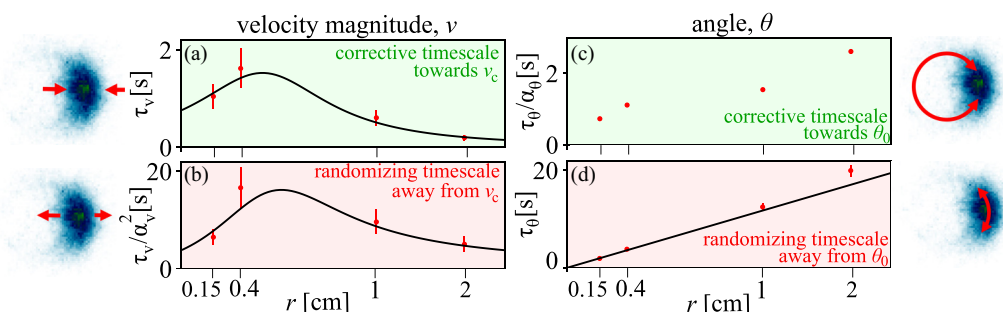 velocity magnitude, v
angle, θ
(a)
corrective timescale
towards v_c
2
0
τ_v[s]
(c)
2
0
τ_θ/α_θ[s]
corrective timescale
towards θ_0
(b)
randomizing timescale
away from v_c
20
0
τ_v/α_v^2[s]
(d)
20
0
τ_θ[s]
randomizing timescale
away from θ_0
0.15 0.4 1 2
r [cm]
0.15 0.4 1 2
r [cm]